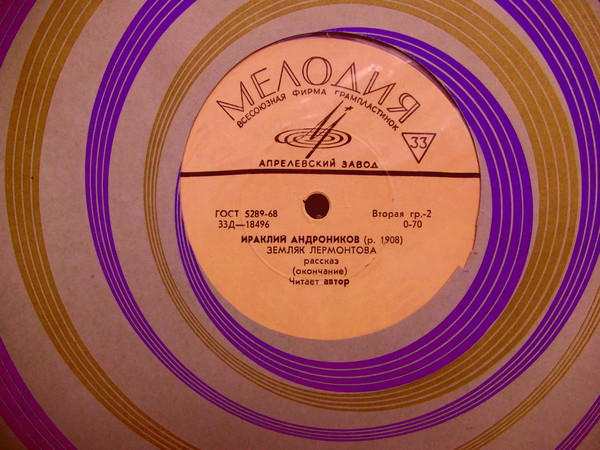 МЕЛОДИЯ
ВСЕСОЮЗНАЯ ФИРМА ГРАМПЛАСТИНОК
33
АПРЕЛЕВСКИЙ ЗАВОД
ГОСТ 5289-68 Вторая гр.-2
33Д—18496 0-70
ИРАКЛИЙ АНДРОНИКОВ (р. 1908)
ЗЕМЛЯК ЛЕРМОНТОВА
рассказ
(окончание)
Читает автор